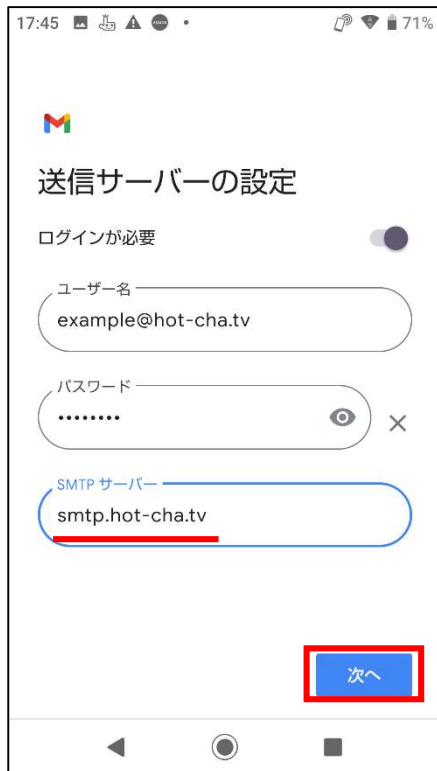 17:45 71%
送信サーバーの設定
ログインが必要
ユーザー名
example@hot-cha.tv
パスワード
••••••••
SMTP サーバー
smtp.hot-cha.tv
次へ